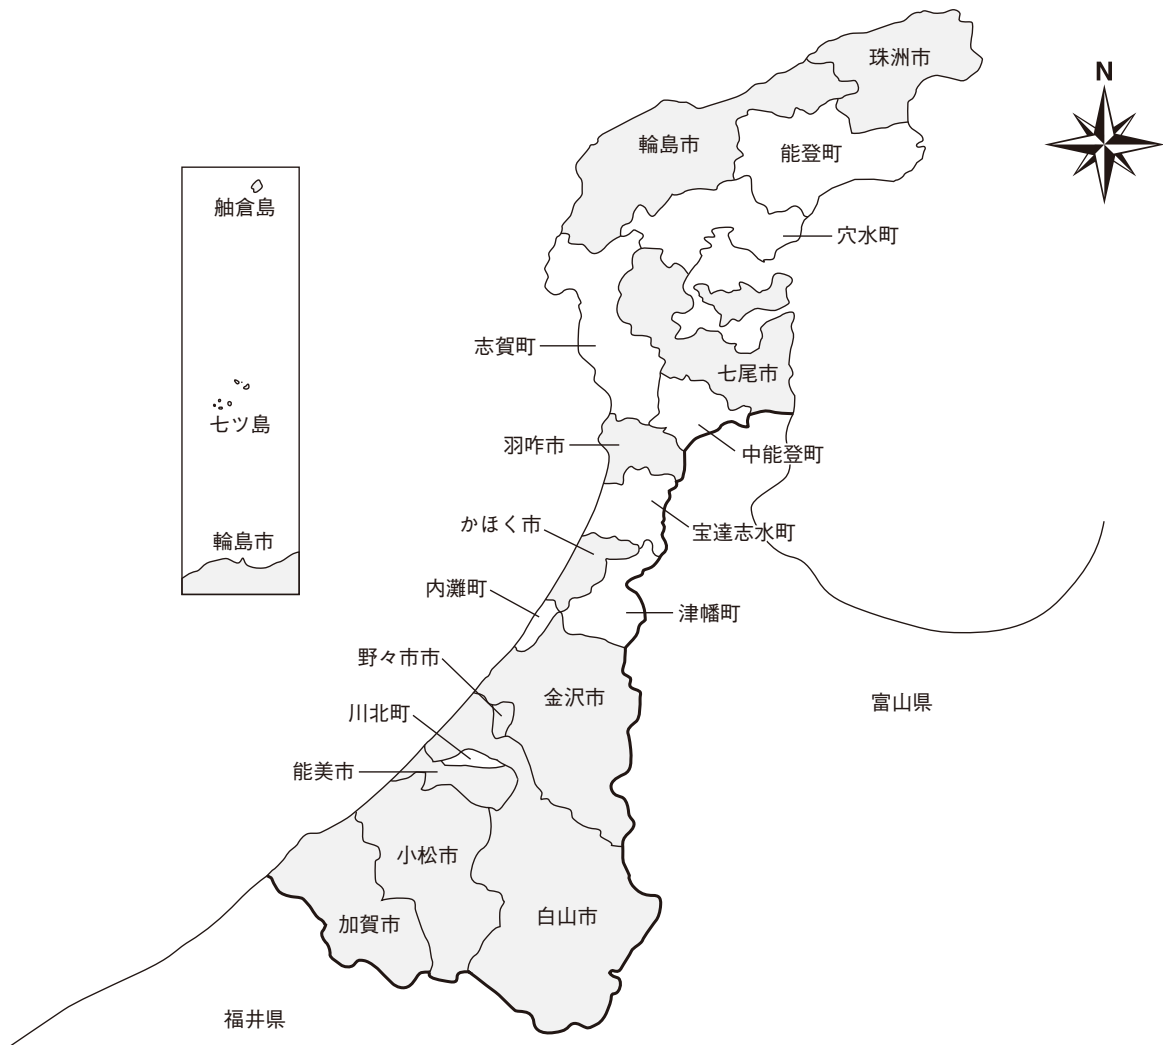 N
珠洲市
輪島市
能登町
舳倉島
穴水町
志賀町
七尾市
七ツ島
羽咋市
中能登町
かほく市
宝達志水町
輪島市
内灘町
津幡町
野々市市
金沢市
富山県
川北町
能美市
小松市
白山市
加賀市
福井県